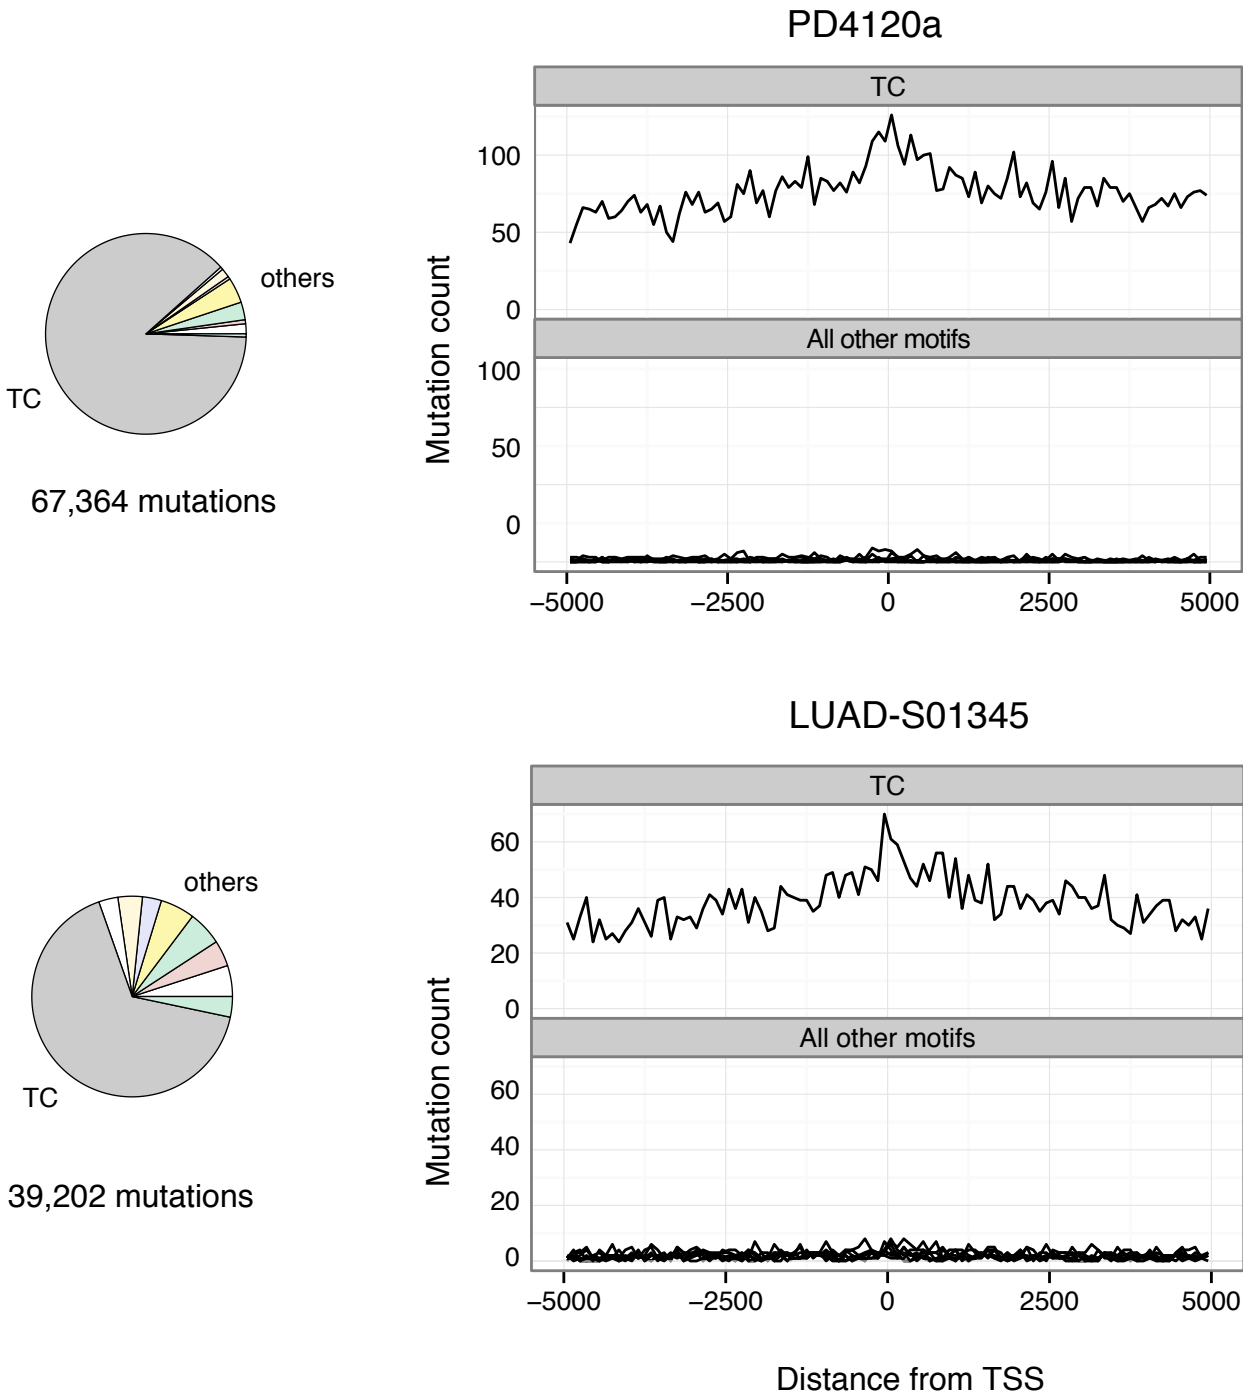 PD4120a
TC
100
50
0
others
TC
67,364 mutations
Mutation count
All other motifs
100
50
0
−5000
−2500
0
2500
5000
LUAD-S01345
TC
60
40
20
0
others
TC
39,202 mutations
Mutation count
All other motifs
60
40
20
0
−5000
−2500
0
2500
5000
Distance from TSS